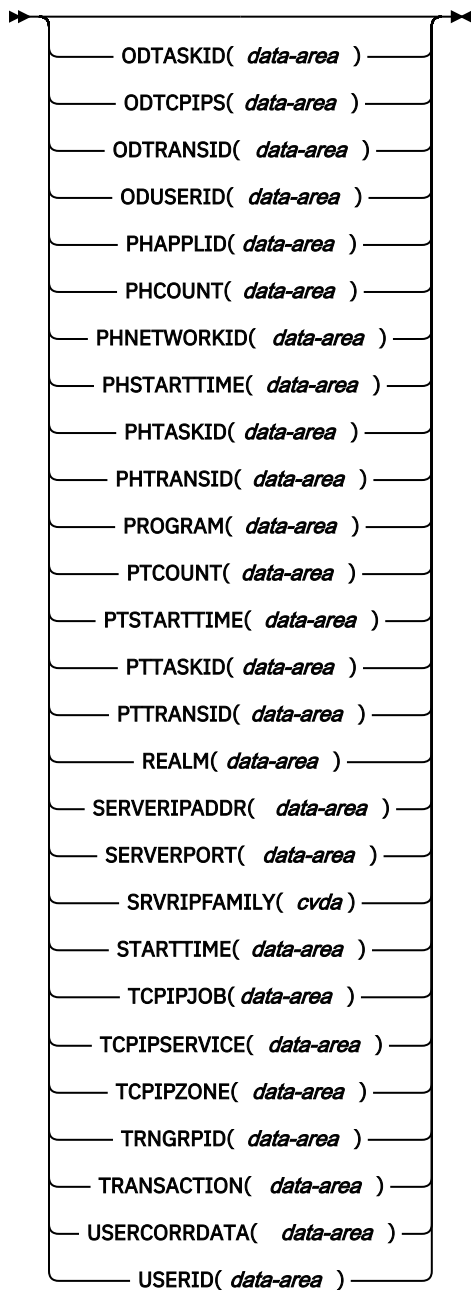 ODTASKID( data-area )
ODTCPIPS( data-area )
ODTRANSID( data-area )
ODUSERID( data-area )
PHAPPLID( data-area )
PHCOUNT( data-area )
PHNETWORKID( data-area )
PHSTARTTIME( data-area )
PHTASKID( data-area )
PHTRANSID( data-area )
PROGRAM( data-area )
PTCOUNT( data-area )
PTSTARTTIME( data-area )
PTTASKID( data-area )
PTTRANSID( data-area )
REALM( data-area )
SERVERIPADDR( data-area )
SERVERPORT( data-area )
SRVRIPFAMILY( cvda )
STARTTIME( data-area )
TCPIPJOB( data-area )
TCPIPSERVICE( data-area )
TCPIPZONE( data-area )
TRNGRPID( data-area )
TRANSACTION( data-area )
USERCORRDATA( data-area )
USERID( data-area )